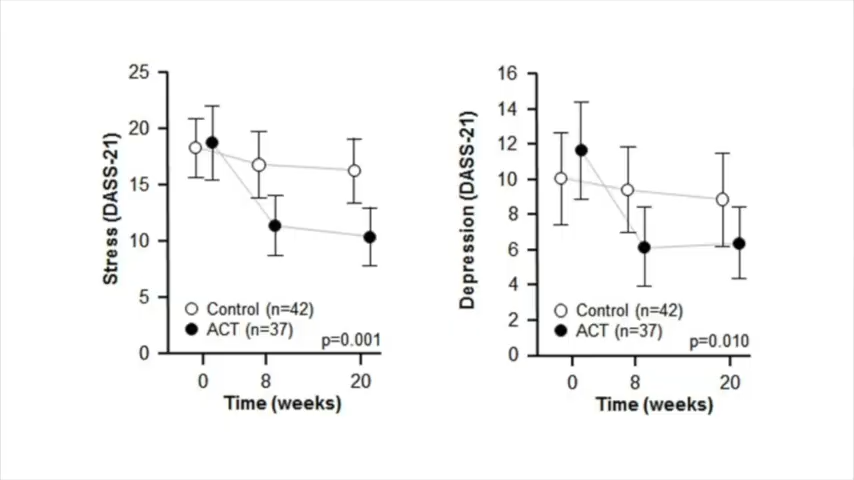 25
20
15
10
5
0
Stress (DASS-21)
Control (n=42)
ACT (n=37)
p=0.001
0 8 20
Time (weeks)
16
14
12
10
8
6
4
2
0
Depression (DASS-21)
Control (n=42)
ACT (n=37)
p=0.010
0 8 20
Time (weeks)